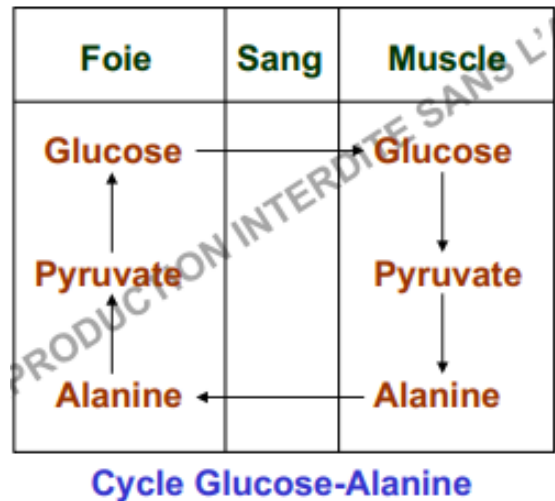 Foie Sang Muscle
Glucose Glucose
Pyruvate Pyruvate
Alanine Alanine
Cycle Glucose-Alanine
PRODUCTION INTERDITE SANS L'